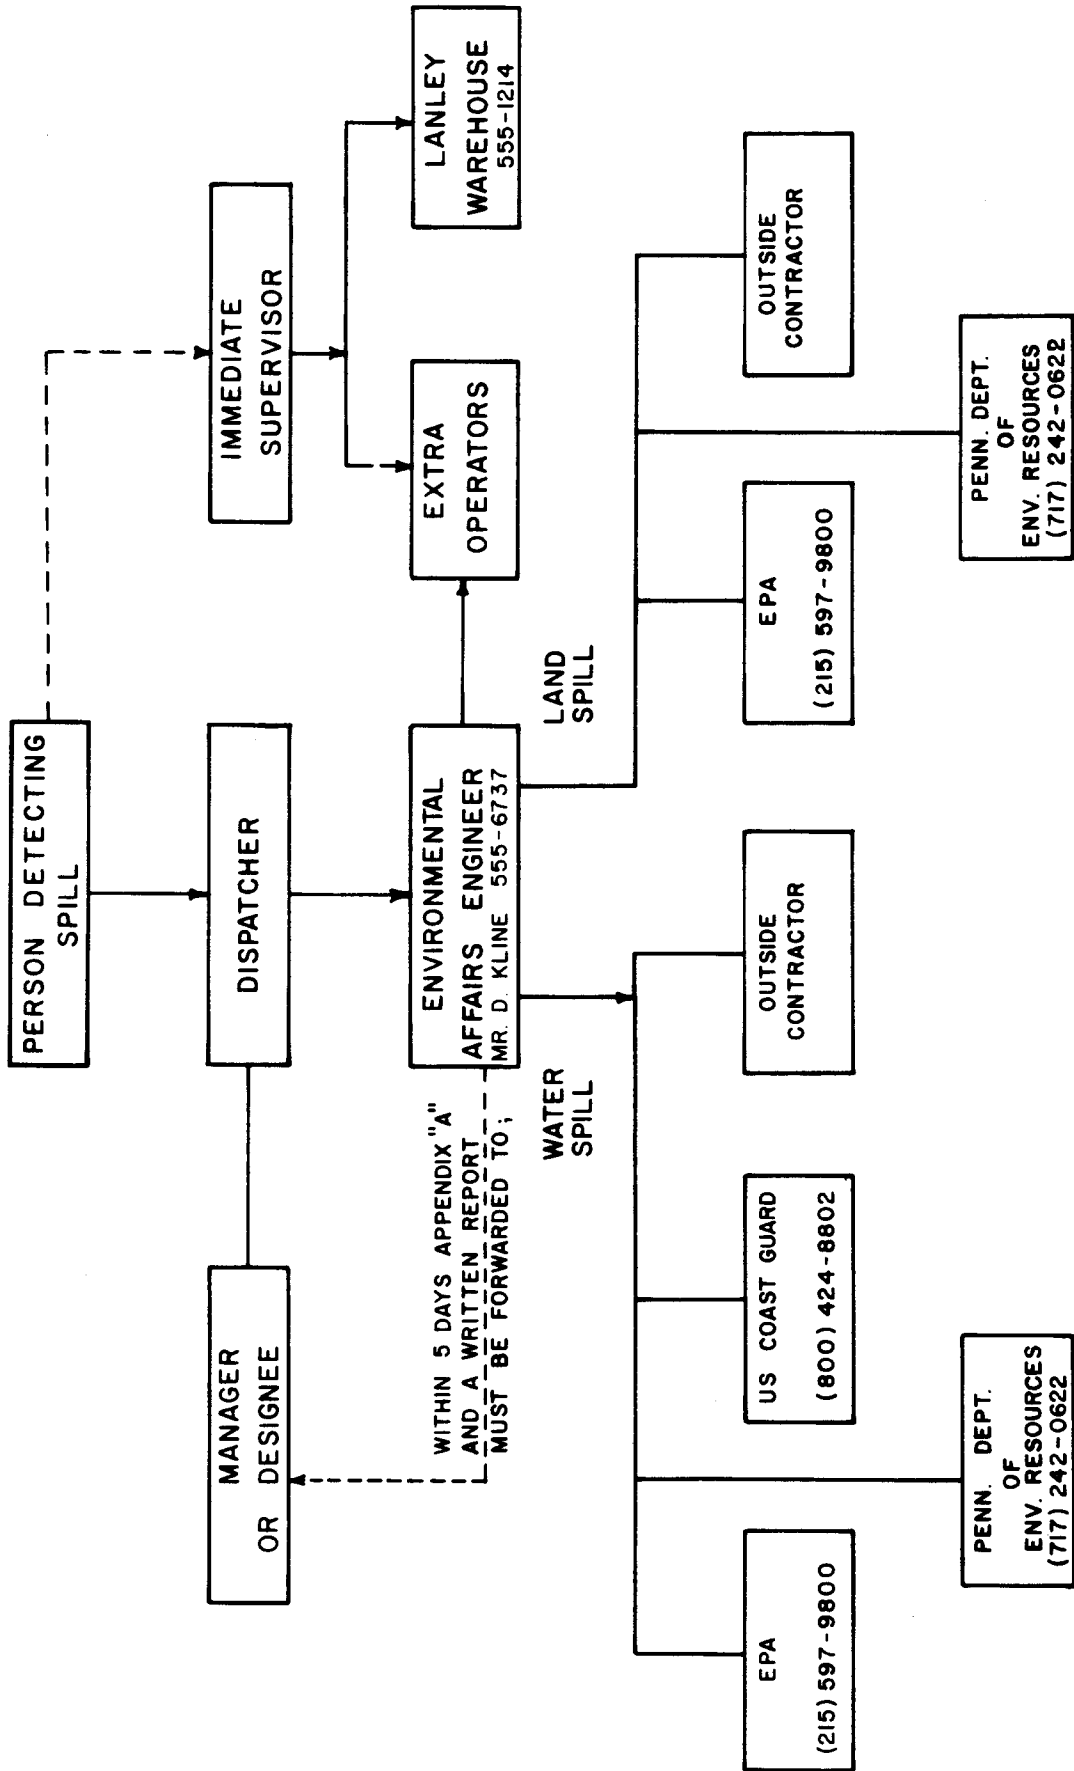 PERSON DETECTING
SPILL
MANAGER
OR DESIGNEE
DISPATCHER
IMMEDIATE
SUPERVISOR
WITHIN 5 DAYS APPENDIX "A"
AND A WRITTEN REPORT
MUST BE FORWARDED TO;
ENVIRONMENTAL
AFFAIRS ENGINEER
MR. D. KLINE 555-6737
EXTRA
OPERATORS
LANLEY
WAREHOUSE
555-1214
WATER
SPILL
LAND
SPILL
EPA
(215) 597-9800
US COAST GUARD
(800) 424-8802
OUTSIDE
CONTRACTOR
EPA
(215) 597-9800
OUTSIDE
CONTRACTOR
PENN. DEPT.
OF
ENV. RESOURCES
(717) 242-0622
PENN. DEPT.
OF
ENV. RESOURCES
(717) 242-0622